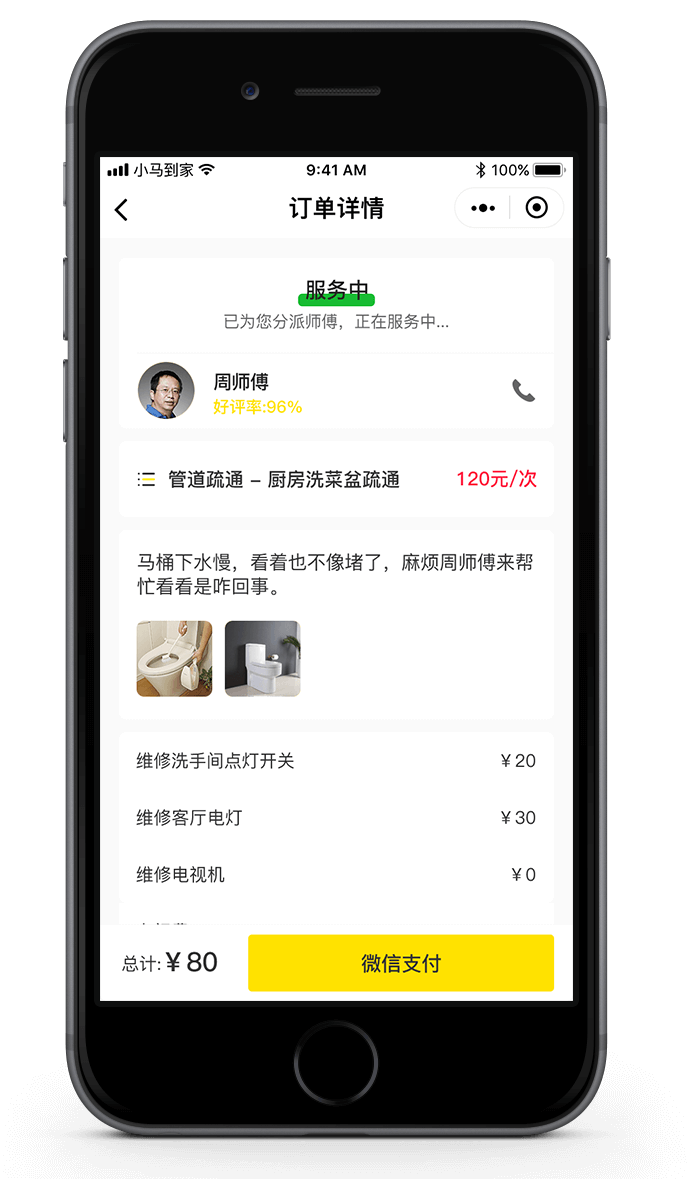 小马到家
9:41 AM
100%
订单详情
服务中
已为您分派师傅，正在服务中...
周师傅
好评率:96%
管道疏通 – 厨房洗菜盆疏通
120元/次
马桶下水慢，看着也不像堵了，麻烦周师傅来帮
忙看看是咋回事。
维修洗手间点灯开关
¥20
维修客厅电灯
¥30
维修电视机
¥0
总计:¥80
微信支付